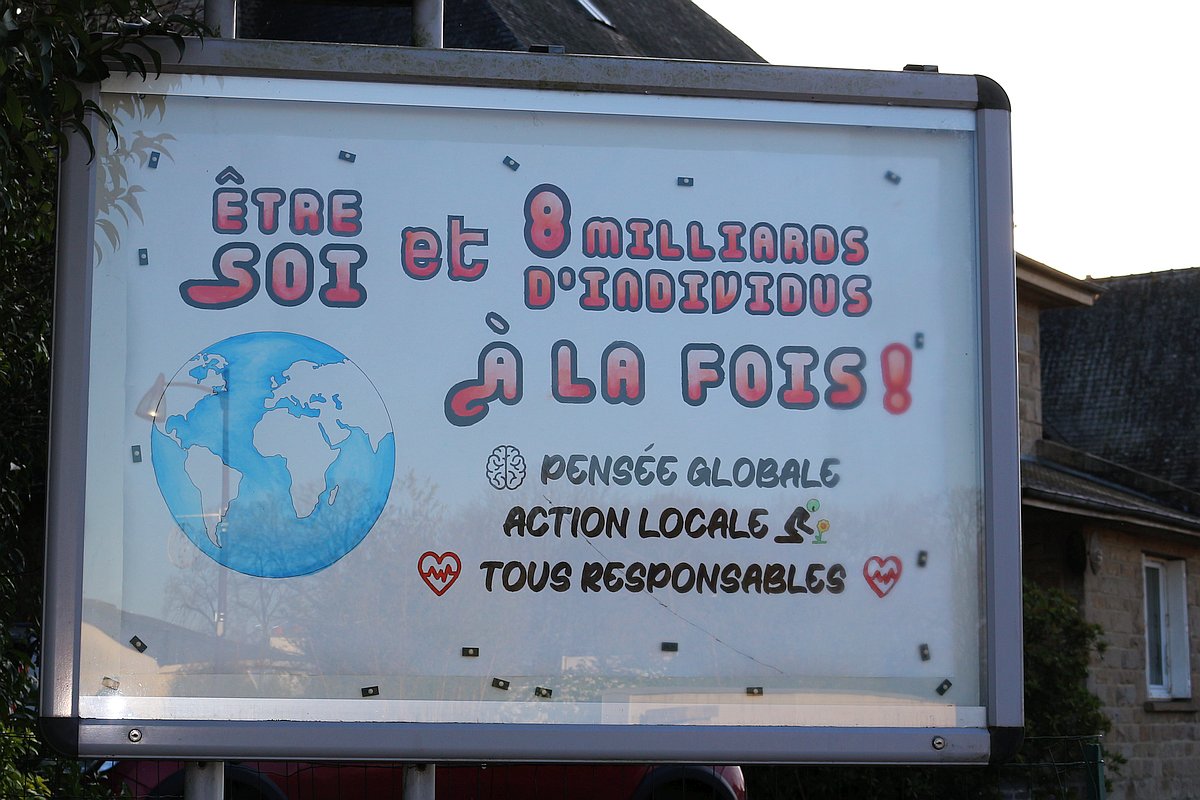 ÊTRE
SOI
et
8 MILLIARDS
D'INDIVIDUS
À LA FOIS !
PENSÉE GLOBALE
ACTION LOCALE
TOUS RESPONSABLES